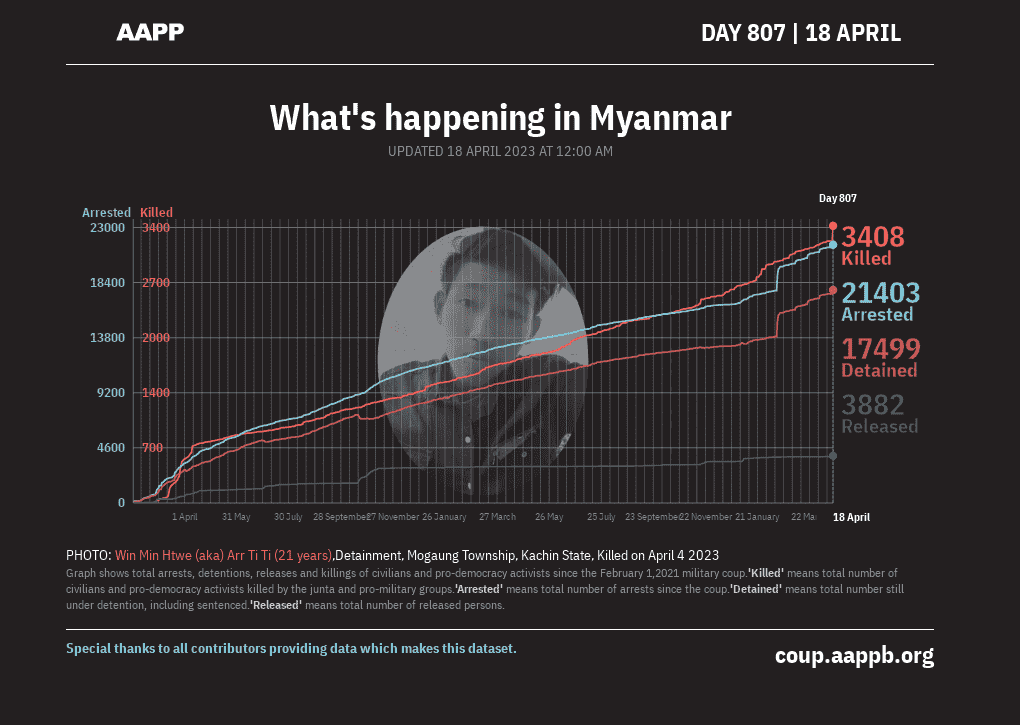 AAPP
DAY 807 | 18 APRIL
What's happening in Myanmar
UPDATED 18 APRIL 2023 AT 12:00 AM
Day 807
Arrested Killed
23000 3400
18400 2700
13800 2000
9200 1400
4600 700
0
3408
Killed
21403
Arrested
17499
Detained
3882
Released
1 April 31 May 30 July 28 September 27 November 26 January 27 March 26 May 25 July 23 September 22 November 21 January 22 Mar 18 April
PHOTO: Win Min Htwe (aka) Arr Ti Ti (21 years),Detainment, Mogaung Township, Kachin State, Killed on April 4 2023
Graph shows total arrests, detentions, releases and killings of civilians and pro-democracy activists since the February 1,2021 military coup.'Killed' means total number of
civilians and pro-democracy activists killed by the junta and pro-military groups.'Arrested' means total number of arrests since the coup.'Detained' means total number still
under detention, including sentenced.'Released' means total number of released persons.
Special thanks to all contributors providing data which makes this dataset.
coup.aappb.org